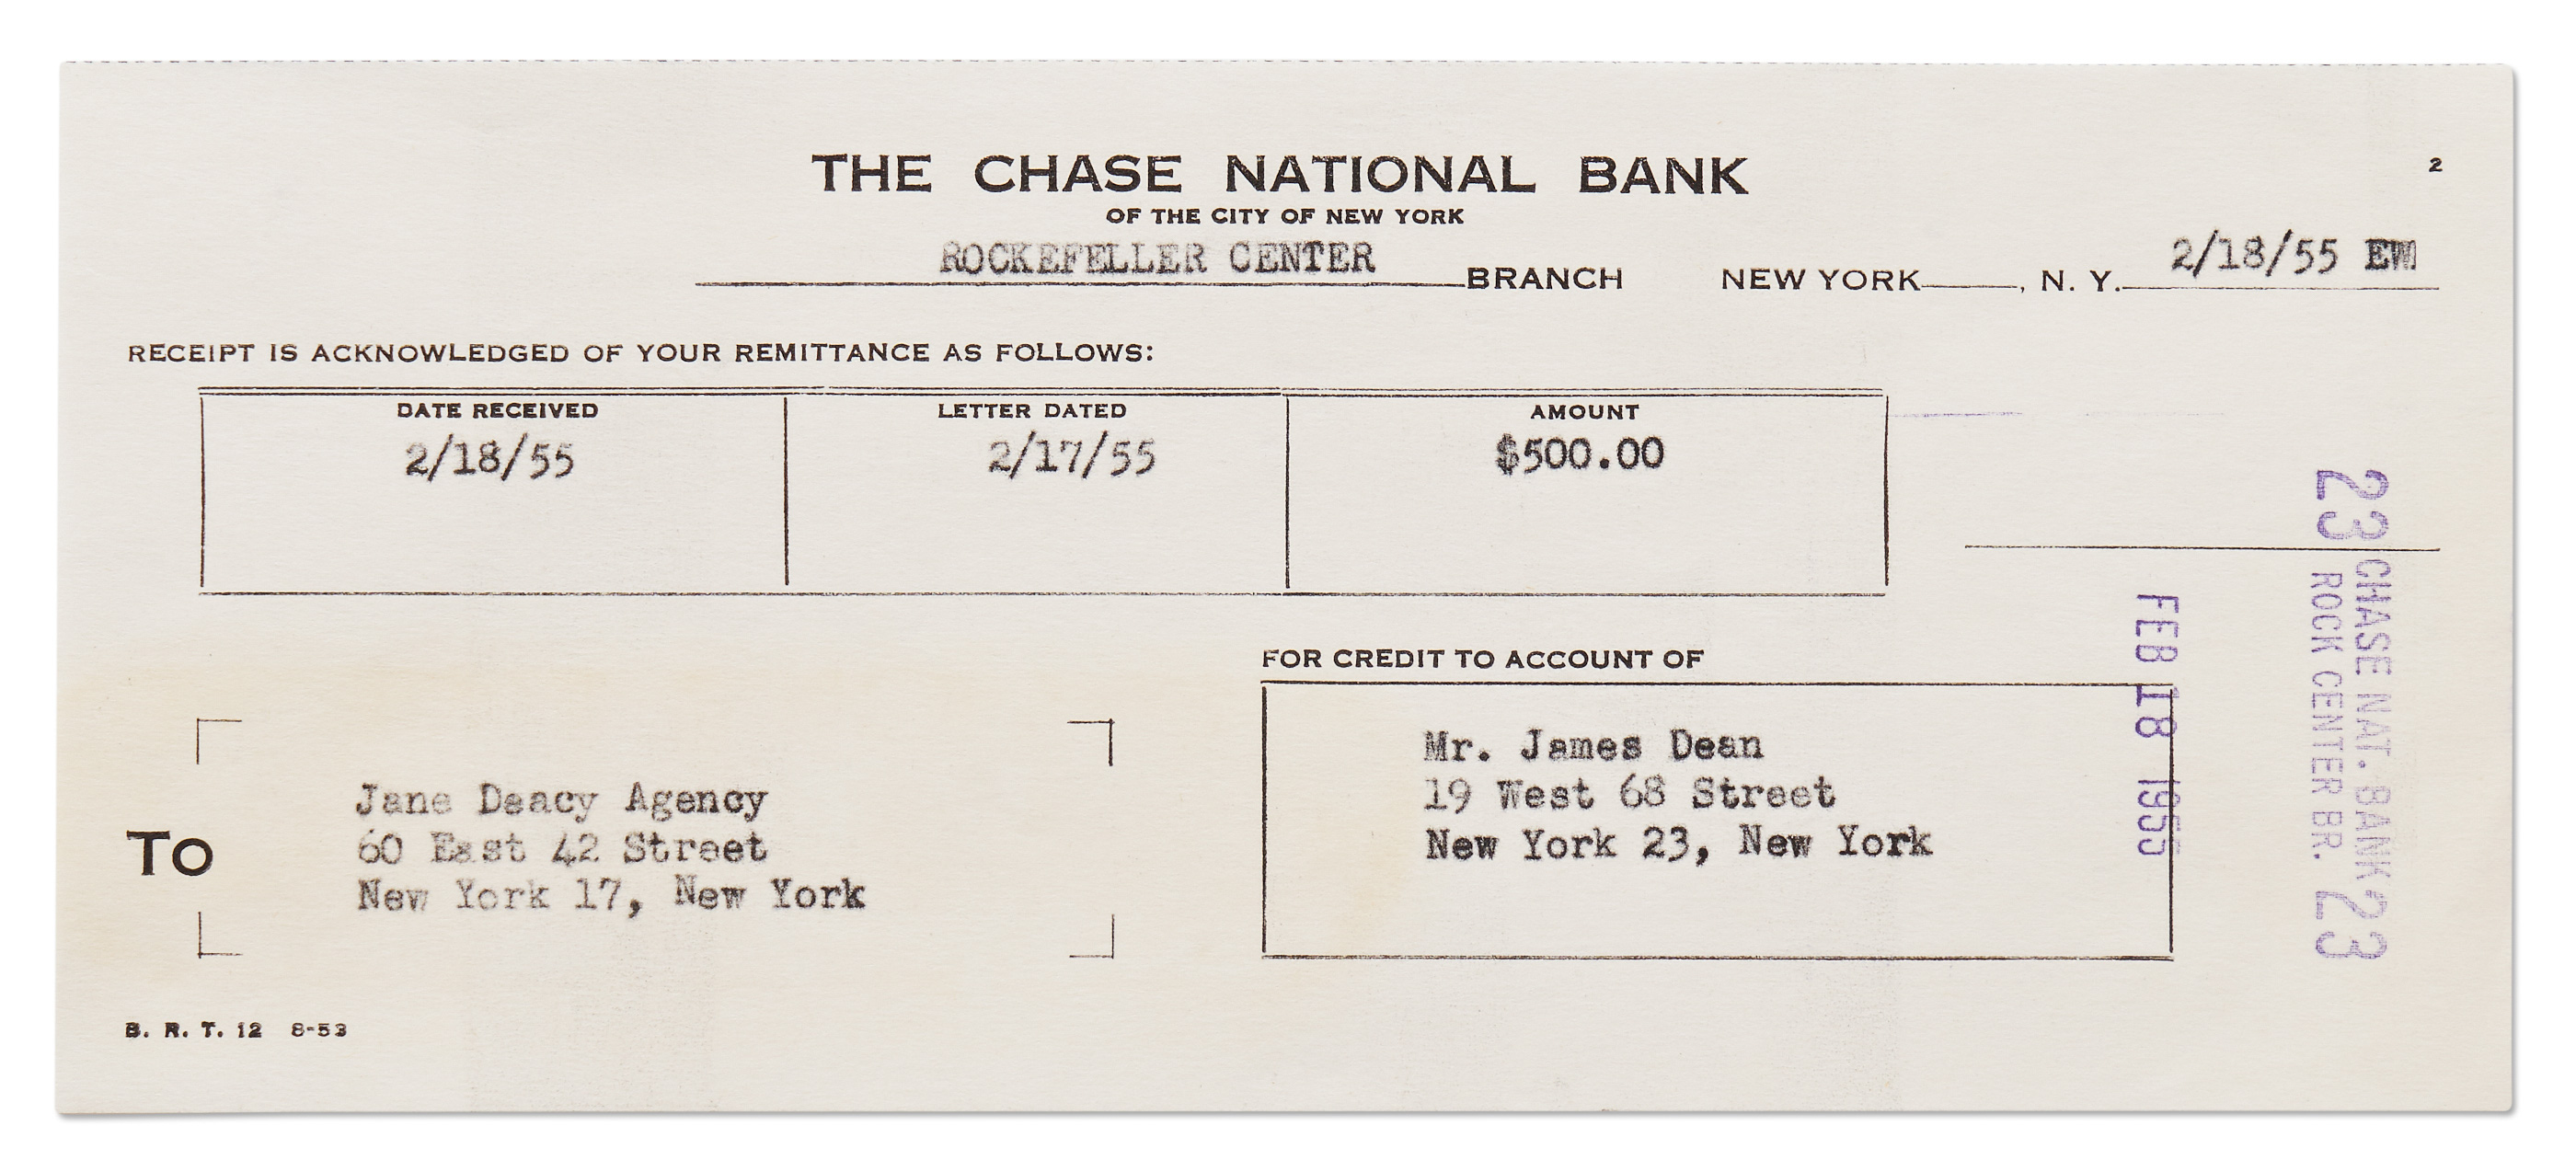 THE CHASE NATIONAL BANK
2
OF THE CITY OF NEW YORK
ROCKEFELLER CENTER BRANCH NEW YORK , N. Y. 2/18/55 EW
RECEIPT IS ACKNOWLEDGED OF YOUR REMITTANCE AS FOLLOWS:
DATE RECEIVED LETTER DATED AMOUNT
2/18/55 2/17/55 $500.00
FOR CREDIT TO ACCOUNT OF
Mr. James Dean
19 West 68 Street
New York 23, New York
TO
Jane Deacy Agency
60 East 42 Street
New York 17, New York
B. R. T. 12 8-53
23 CHASE NAT. BANK 23
23 ROCK CENTER BR. 23
FEB 18 1955